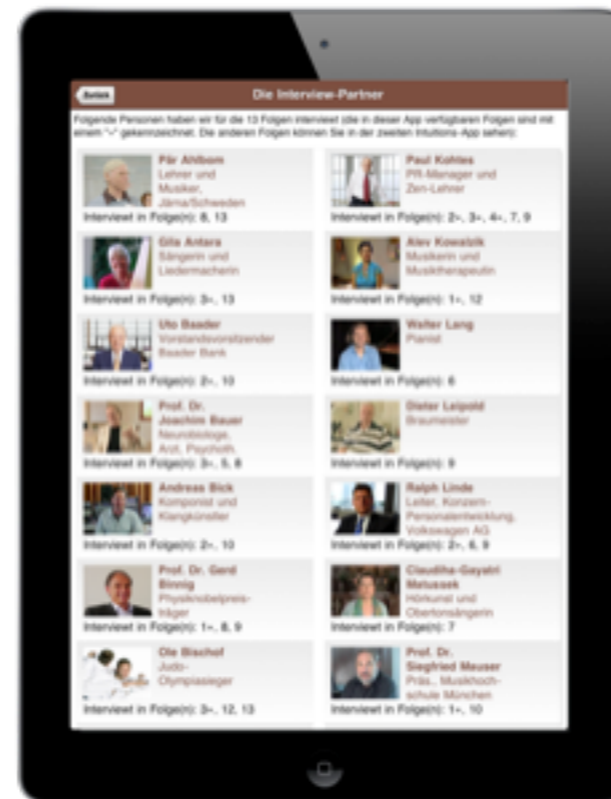 Zurück
Die Interview-Partner
Folgende Personen haben wir für die 13 Folgen interviewt (die in dieser App verfügbaren Folgen sind mit
einem "*" gekennzeichnet. Die anderen Folgen können Sie in der zweiten Intuitions-App sehen):
Pär Ahlbom
Lehrer und
Musiker,
Järna/Schweden
Interviewt in Folge(n): 8, 13
Paul Kohtes
PR-Manager und
Zen-Lehrer
Interviewt in Folge(n): 2*, 3*, 4*, 7, 9
Gila Antara
Sängerin und
Liedermacherin
Interviewt in Folge(n): 3*, 13
Alev Kowalzik
Musikerin und
Musiktherapeutin
Interviewt in Folge(n): 1*, 12
Uto Baader
Vorstandsvorsitzender
Baader Bank
Interviewt in Folge(n): 2*, 10
Walter Lang
Pianist
Interviewt in Folge(n): 6
Prof. Dr.
Joachim Bauer
Neurobiologe,
Arzt, Psychoth.
Interviewt in Folge(n): 3*, 5, 8
Dieter Leipold
Braumeister
Interviewt in Folge(n): 9
Andreas Bick
Komponist und
Klangkünstler
Interviewt in Folge(n): 2*, 10
Ralph Linde
Leiter, Konzern-
Personalentwicklung,
Volkswagen AG
Interviewt in Folge(n): 2*, 6, 9
Prof. Dr. Gerd
Binnig
Physiknobelpreis-
träger
Interviewt in Folge(n): 1*, 8, 9
Claudiha-Gayatri
Matussek
Hörkunst und
Obertonsängerin
Interviewt in Folge(n): 7
Ole Bischof
Judo-
Olympiasieger
Interviewt in Folge(n): 3*, 12, 13
Prof. Dr.
Siegfried Mauser
Präs., Musikhoch-
schule München
Interviewt in Folge(n): 1*, 10